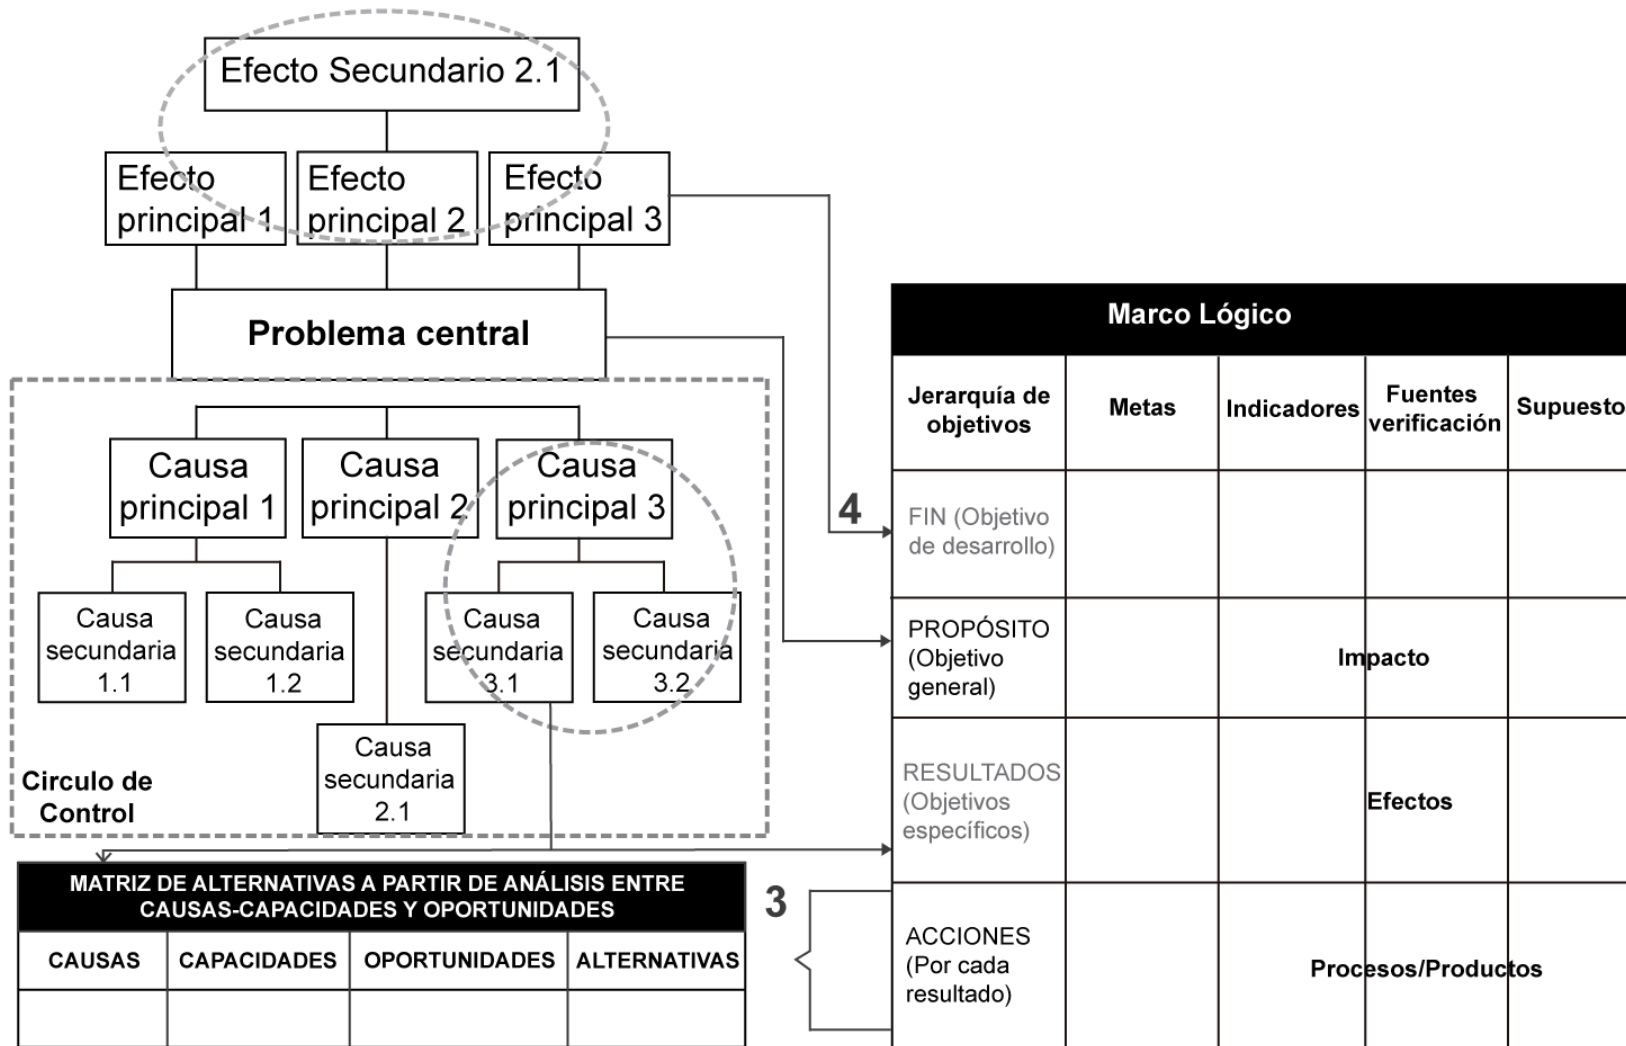 Efecto Secundario 2.1
Efecto
principal 1
Efecto
principal 2
Efecto
principal 3
Problema central
Causa
principal 1
Causa
principal 2
Causa
principal 3
Causa
secundaria
1.1
Causa
secundaria
1.2
Causa
secundaria
3.1
Causa
secundaria
3.2
Causa
secundaria
2.1
Circulo de
Control
MATRIZ DE ALTERNATIVAS A PARTIR DE ANÁLISIS ENTRE
CAUSAS-CAPACIDADES Y OPORTUNIDADES
CAUSAS
CAPACIDADES
OPORTUNIDADES
ALTERNATIVAS
3
4
Marco Lógico
Jerarquía de
objetivos
Metas
Indicadores
Fuentes
verificación
Supuesto
FIN (Objetivo
de desarrollo)
PROPÓSITO
(Objetivo
general)
Impacto
RESULTADOS
(Objetivos
específicos)
Efectos
ACCIONES
(Por cada
resultado)
Procesos/Productos